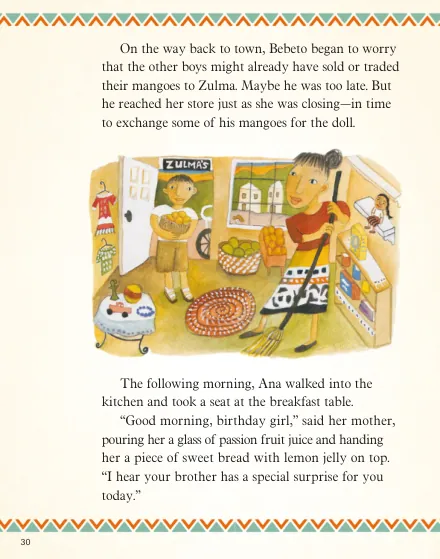 On the way back to town, Bebeto began to worry
that the other boys might already have sold or traded
their mangoes to Zulma. Maybe he was too late. But
he reached her store just as she was closing—in time
to exchange some of his mangoes for the doll.
ZULMA'S
The following morning, Ana walked into the
kitchen and took a seat at the breakfast table.
“Good morning, birthday girl,” said her mother,
pouring her a glass of passion fruit juice and handing
her a piece of sweet bread with lemon jelly on top.
“I hear your brother has a special surprise for you
today.”
30